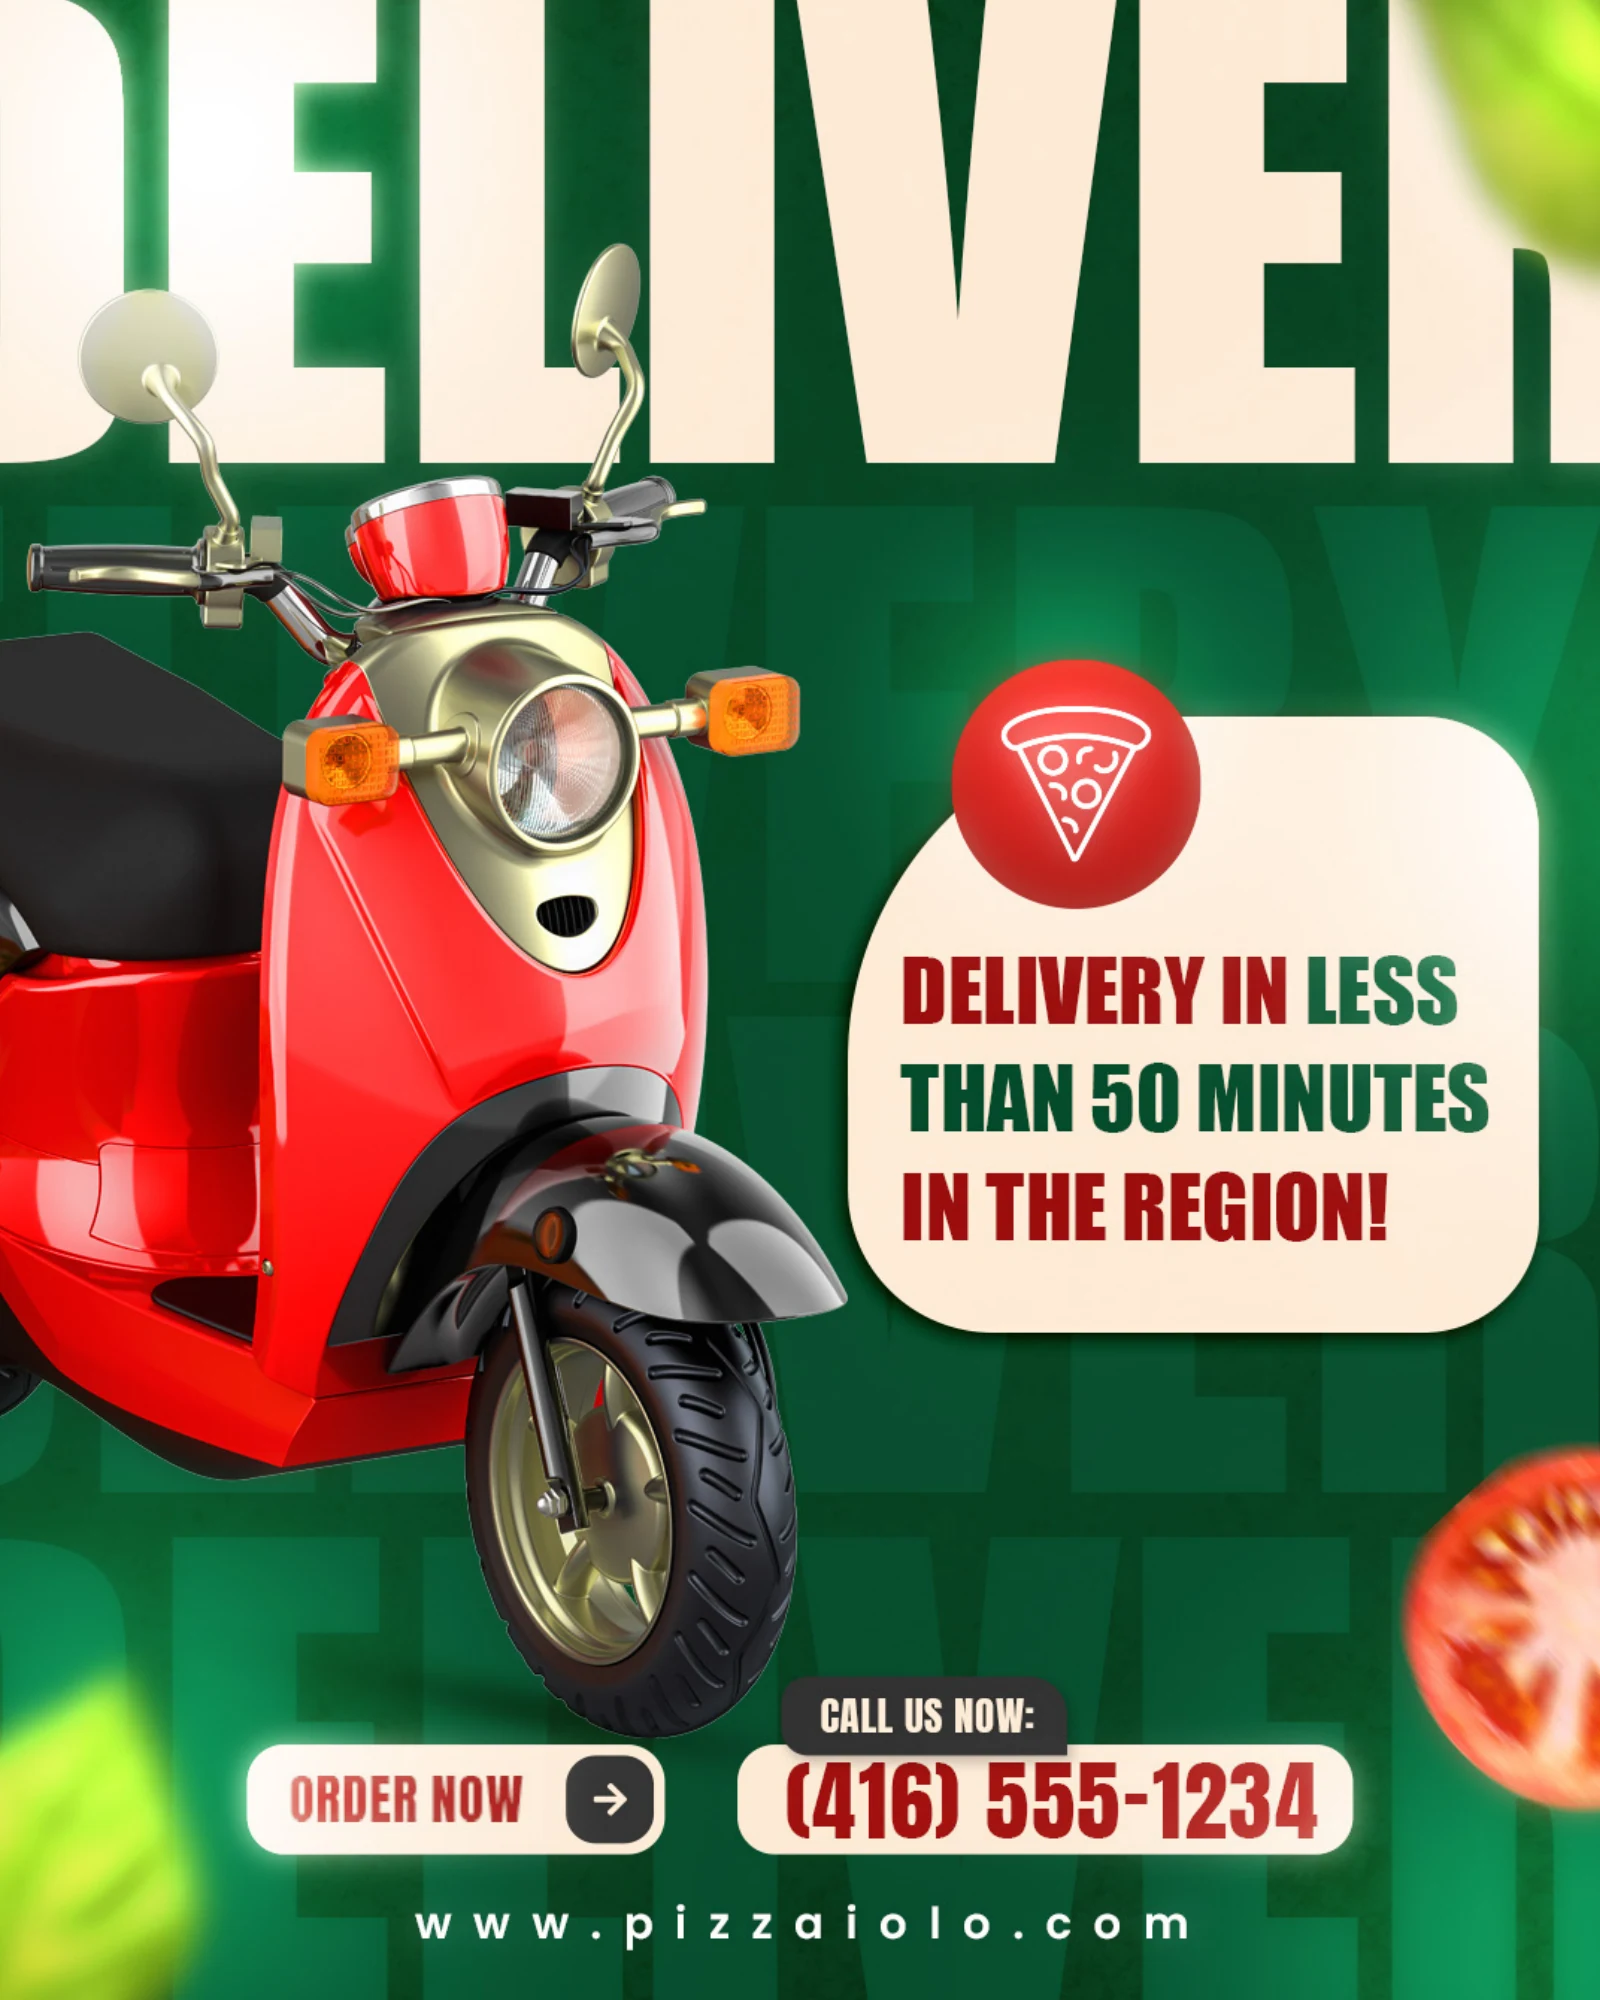 DELIVER
DELIVERY IN LESS
THAN 50 MINUTES
IN THE REGION!
CALL US NOW:
ORDER NOW
(416) 555-1234
www.pizzaiolo.com